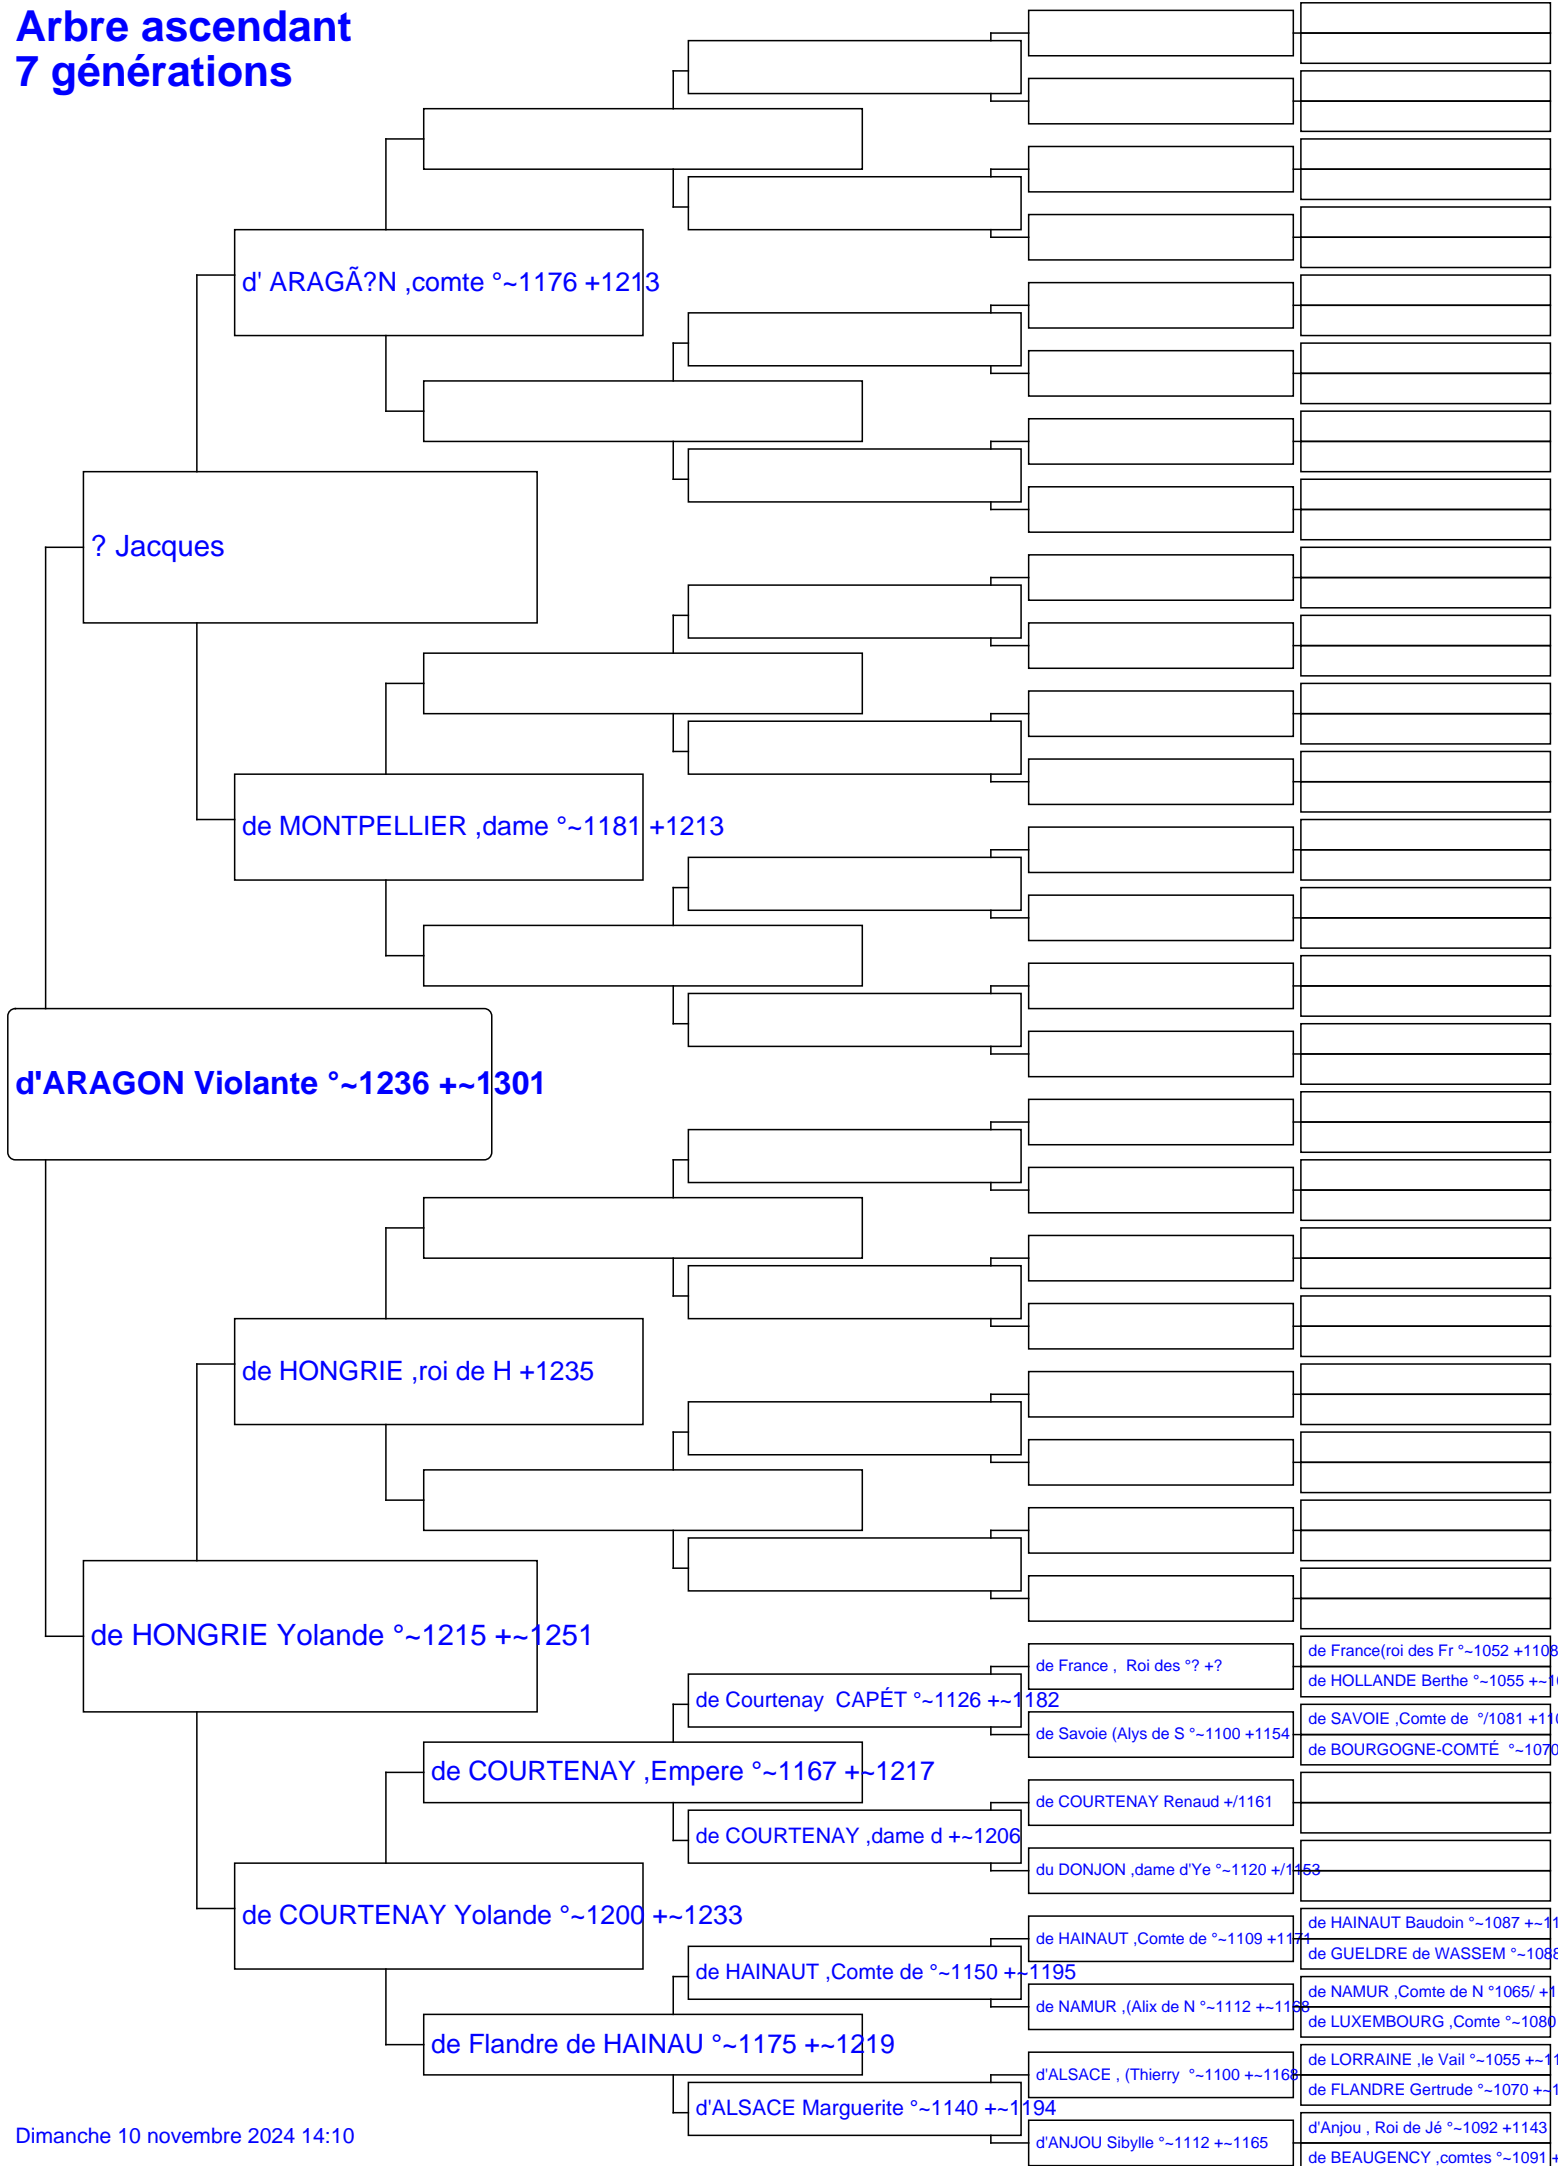 Arbre ascendant
7 générations
d' ARAGÃ?N ,comte °~1176 +1213
? Jacques
de MONTPELLIER ,dame °~1181 +1213
d'ARAGON Violante °~1236 +~1301
de HONGRIE ,roi de H +1235
de HONGRIE Yolande °~1215 +~1251
de France , Roi des °? +?
de France(roi des Fr °~1052 +1108
de HOLLANDE Berthe °~1055 +~1
de Courtenay CAPÉT °~1126 +~1182
de Savoie (Alys de S °~1100 +1154
de SAVOIE ,Comte de °/1081 +110
de BOURGOGNE-COMTÉ °~1070
de COURTENAY ,Empere °~1167 +~1217
de COURTENAY Renaud +/1161
de COURTENAY ,dame d +~1206
du DONJON ,dame d'Ye °~1120 +/1153
de COURTENAY Yolande °~1200 +~1233
de HAINAUT ,Comte de °~1109 +1171
de HAINAUT Baudoin °~1087 +~11
de GUELDRE de WASSEM °~1088
de HAINAUT ,Comte de °~1150 +~1195
de NAMUR ,(Alix de N °~1112 +~1168
de NAMUR ,Comte de N °1065/ +1
de LUXEMBOURG ,Comte °~1080
de Flandre de HAINAU °~1175 +~1219
d'ALSACE , (Thierry °~1100 +~1168
de LORRAINE ,le Vail °~1055 +~11
de FLANDRE Gertrude °~1070 +~1
d'ALSACE Marguerite °~1140 +~1194
d'ANJOU Sibylle °~1112 +~1165
d'Anjou , Roi de Jé °~1092 +1143
de BEAUGENCY ,comtes °~1091 +
Dimanche 10 novembre 2024 14:10